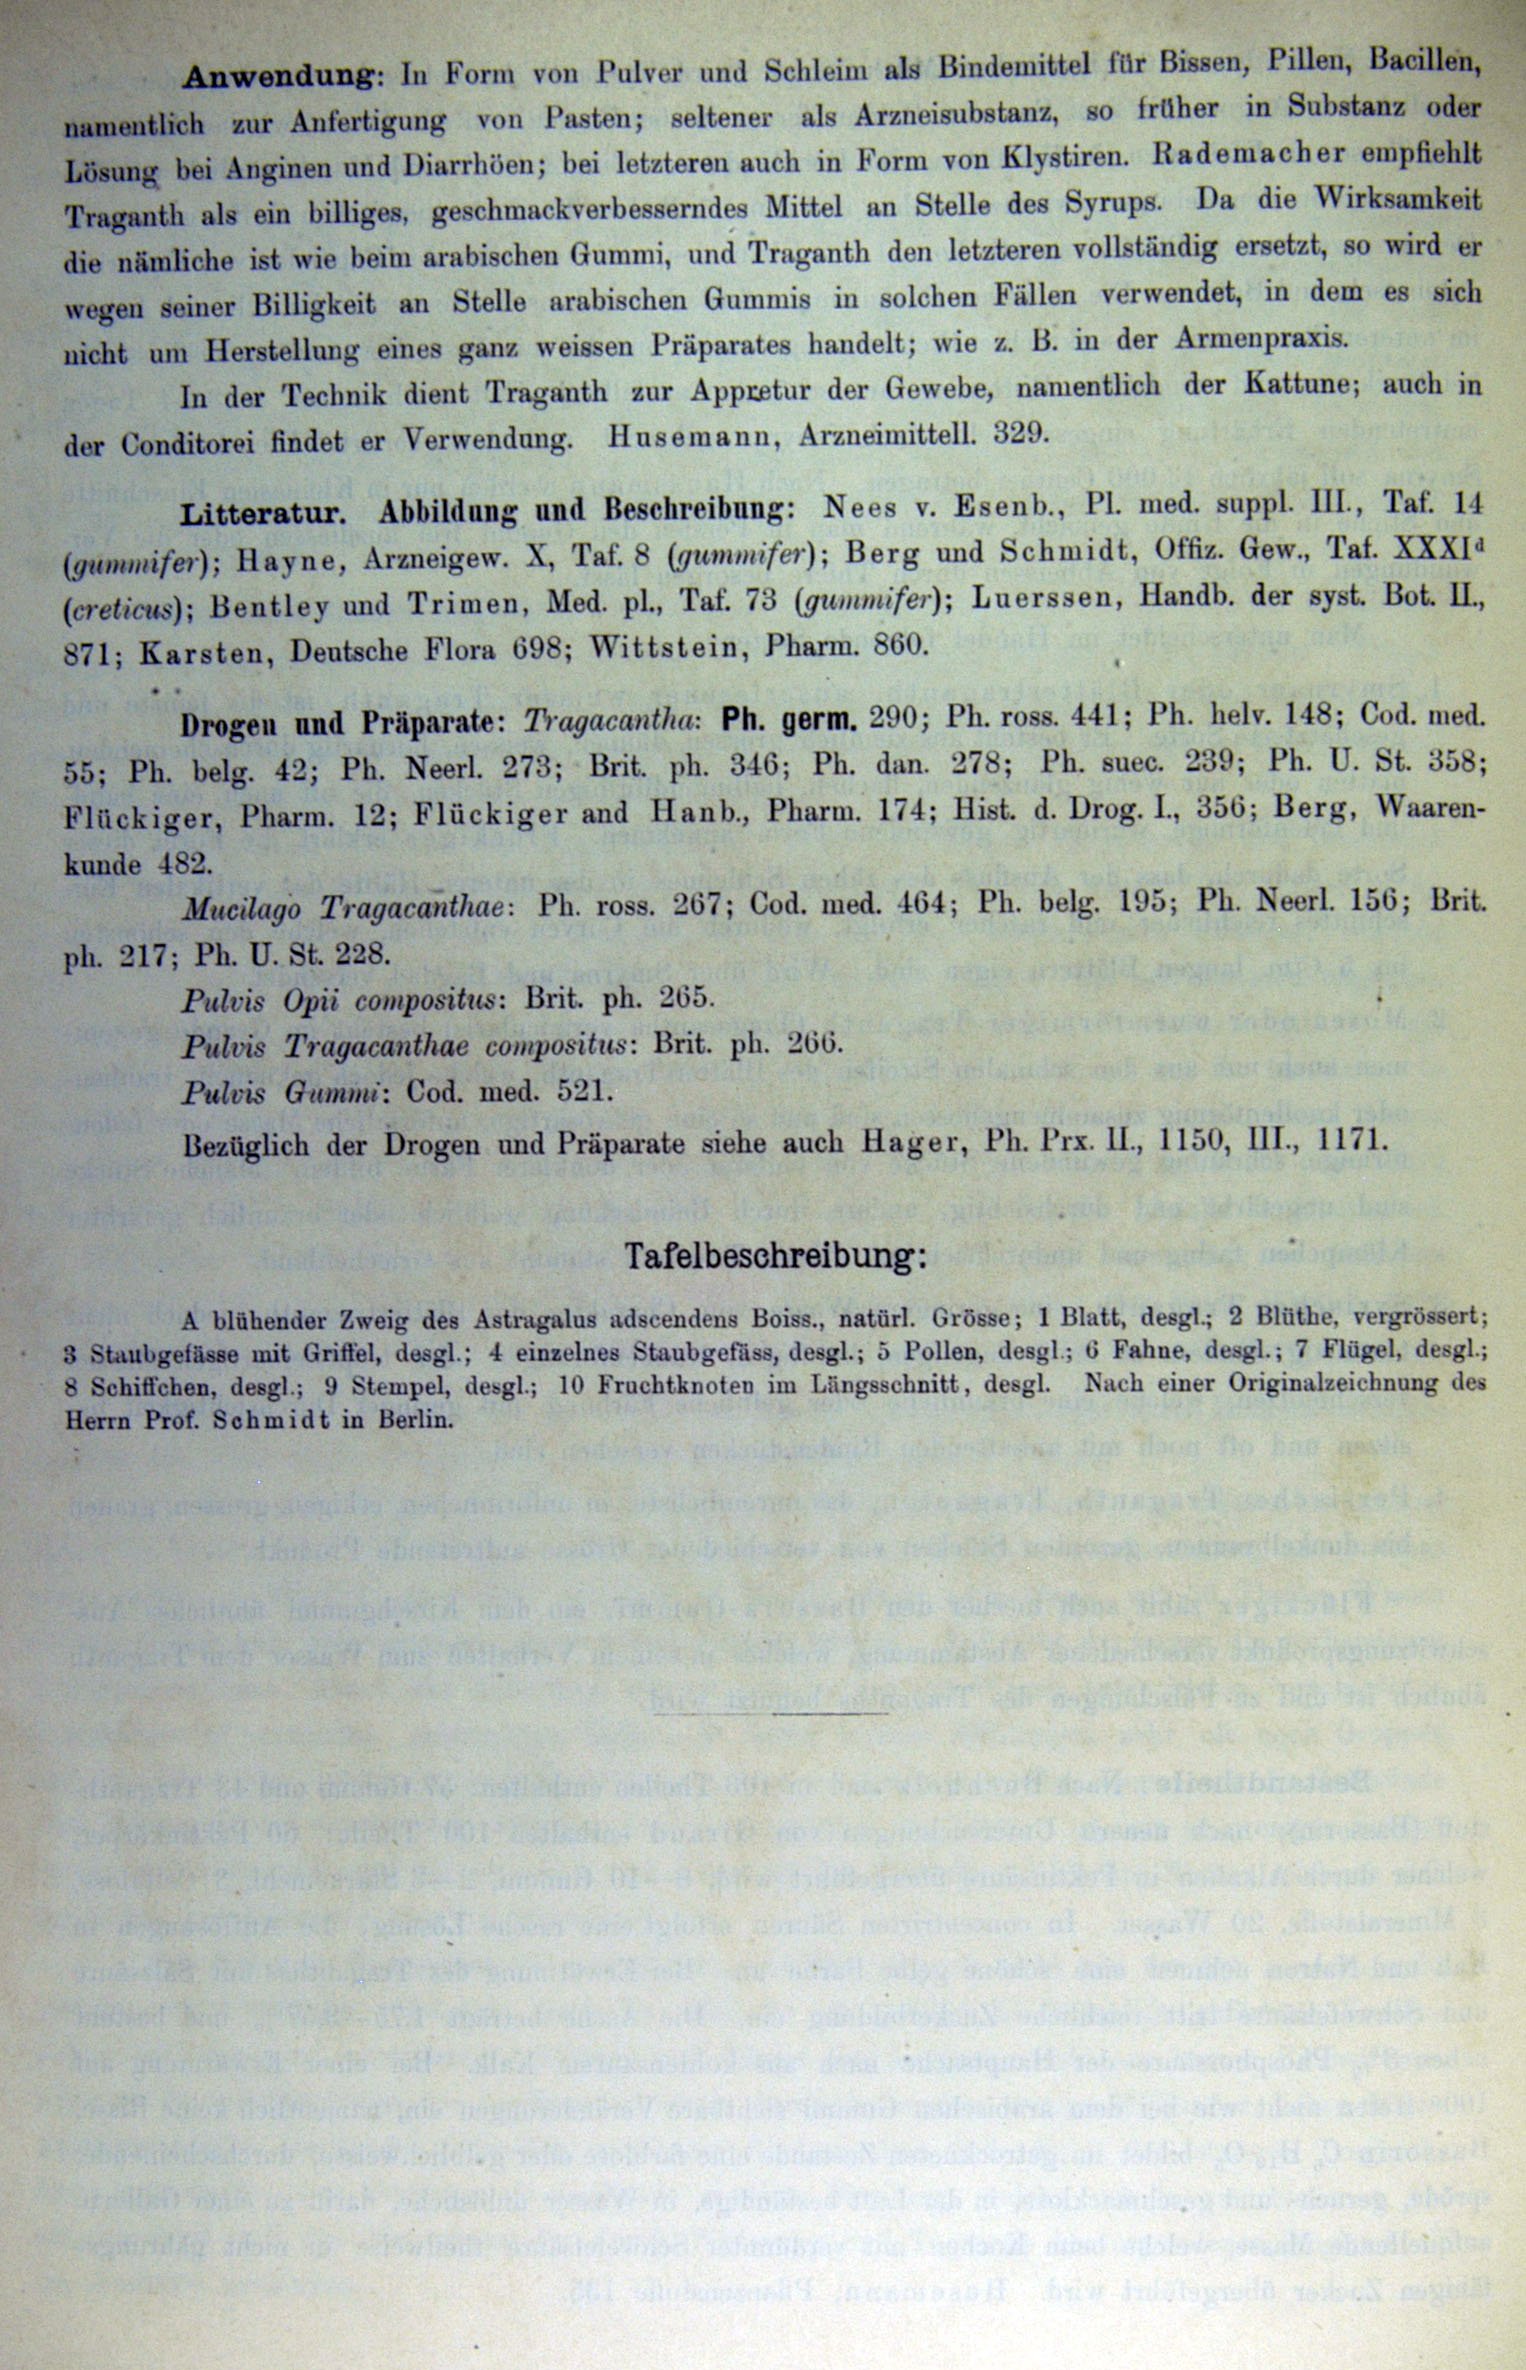 Anwendung: In Form von Pulver und Schleim als Bindemittel für Bissen, Pillen, Bacillen,
namentlich zur Anfertigung von Pasten; seltener als Arzneisubstanz, so früher in Substanz oder
Lösung bei Anginen und Diarrhöen; bei letzteren auch in Form von Klystiren. Rademacher empfiehlt
Traganth als ein billiges, geschmackverbesserndes Mittel an Stelle des Syrups. Da die Wirksamkeit
die nämliche ist wie beim arabischen Gummi, und Traganth den letzteren vollständig ersetzt, so wird er
wegen seiner Billigkeit an Stelle arabischen Gummis in solchen Fällen verwendet, in dem es sich
nicht um Herstellung eines ganz weissen Präparates handelt; wie z. B. in der Armenpraxis.
In der Technik dient Traganth zur Appretur der Gewebe, namentlich der Kattune; auch in
der Conditorei findet er Verwendung. Husemann, Arzneimittell. 329.
Litteratur. Abbildung und Beschreibung: Nees v. Esenb., Pl. med. suppl. III., Taf. 14
(gummifer); Hayne, Arzneigew. X, Taf. 8 (gummifer); Berg und Schmidt, Offiz. Gew., Taf. XXXIᵈ
(creticus); Bentley und Trimen, Med. pl., Taf. 73 (gummifer); Luerssen, Handb. der syst. Bot. II.,
871; Karsten, Deutsche Flora 698; Wittstein, Pharm. 860.
Drogen und Präparate: Tragacantha: Ph. germ. 290; Ph. ross. 441; Ph. helv. 148; Cod. med.
55; Ph. belg. 42; Ph. Neerl. 273; Brit. ph. 346; Ph. dan. 278; Ph. suec. 239; Ph. U. St. 358;
Flückiger, Pharm. 12; Flückiger and Hanb., Pharm. 174; Hist. d. Drog. I., 356; Berg, Waaren-
kunde 482.
Mucilago Tragacanthae: Ph. ross. 267; Cod. med. 464; Ph. belg. 195; Ph. Neerl. 156; Brit.
ph. 217; Ph. U. St. 228.
Pulvis Opii compositus: Brit. ph. 265.
Pulvis Tragacanthae compositus: Brit. ph. 266.
Pulvis Gummi: Cod. med. 521.
Bezüglich der Drogen und Präparate siehe auch Hager, Ph. Prx. II., 1150, III., 1171.
Tafelbeschreibung:
A blühender Zweig des Astragalus adscendens Boiss., natürl. Grösse; 1 Blatt, desgl.; 2 Blüthe, vergrössert;
3 Staubgefässe mit Griffel, desgl.; 4 einzelnes Staubgefäss, desgl.; 5 Pollen, desgl.; 6 Fahne, desgl.; 7 Flügel, desgl.;
8 Schiffchen, desgl.; 9 Stempel, desgl.; 10 Fruchtknoten im Längsschnitt, desgl. Nach einer Originalzeichnung des
Herrn Prof. Schmidt in Berlin.